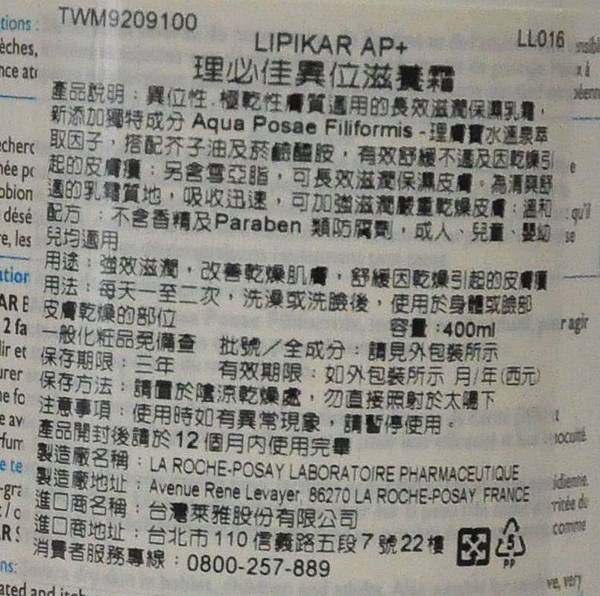 TWM9209100
LL016
LIPIKAR AP+
理必佳異位滋養霜
產品說明：異位性、極乾性膚質適用的長效滋潤保濕乳霜，
新添加獨特成分 Aqua Posae Filiformis - 理膚寶水溫泉萃
取因子，搭配芥子油及菸鹼醯胺，有效舒緩不適及因乾燥引
起的皮膚癢；另含雪亞脂，可長效滋潤保濕皮膚。為清爽舒
適的乳霜質地，吸收迅速，可加強滋潤嚴重乾燥皮膚；溫和
配方：不含香精及Paraben 類防腐劑，成人、兒童、嬰幼
兒均適用
用途：強效滋潤，改善乾燥肌膚，舒緩因乾燥引起的皮膚癢
用法：每天一至二次，洗澡或洗臉後，使用於身體或臉部
皮膚乾燥的部位
容量：400ml
一般化粧品免備查 批號／全成分：請見外包裝所示
保存期限：三年 有效期限：如外包裝所示 月/年(西元)
保存方法：請置於陰涼乾燥處，勿直接照射於太陽下
注意事項：使用時如有異常現象，請暫停使用。
產品開封後請於12個月內使用完畢
製造廠名稱：LA ROCHE-POSAY LABORATOIRE PHARMACEUTIQUE
製造廠地址：Avenue Rene Levayer, 86270 LA ROCHE-POSAY, FRANCE
進口商名稱：台灣萊雅股份有限公司
進口商地址：台北市110信義路五段7號22樓
5
PP
消費者服務專線：0800-257-889